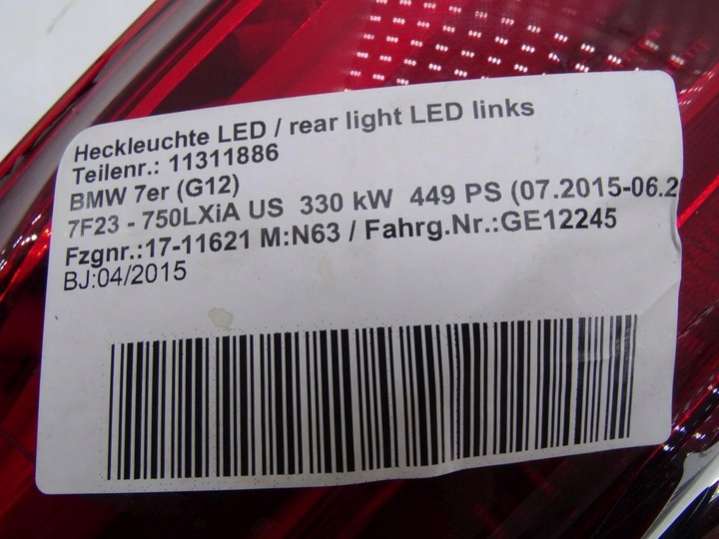 Heckleuchte LED / rear light LED links
Teilenr.: 11311886
BMW 7er (G12)
7F23 - 750LXiA US 330 kW 449 PS (07.2015-06.2
Fzgnr.:17-11621 M:N63 / Fahrg.Nr.:GE12245
BJ:04/2015